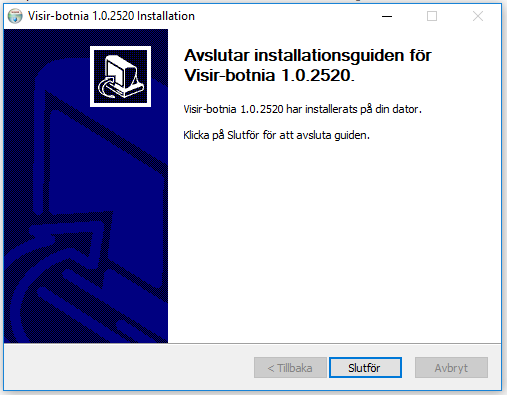 Visir-botnia 1.0.2520 Installation
Avslutar installationsguiden för
Visir-botnia 1.0.2520.
Visir-botnia 1.0.2520 har installerats på din dator.
Klicka på Slutför för att avsluta guiden.
< Tillbaka
Slutför
Avbryt